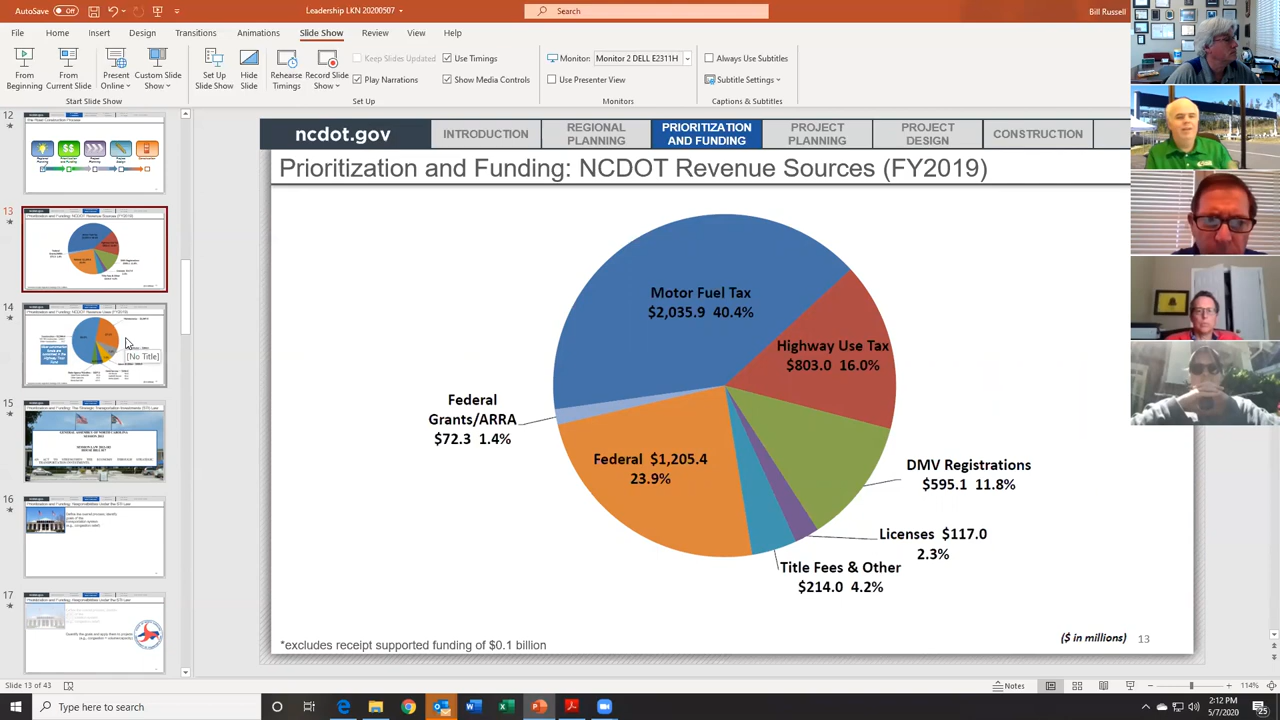 AutoSave Off
Leadership LKN 20200507
Search
Bill Russell
File Home Insert Design Transitions Animations Slide Show Review View Help
From Beginning
From Current Slide
Present Online
Custom Slide Show
Set Up Slide Show
Hide Slide
Rehearse Timings
Record Slide Show
Keep Slides Updated
Play Narrations
Use Timings
Show Media Controls
Monitor: Monitor 2 DELL E2311H
Use Presenter View
Always Use Subtitles
Subtitle Settings
Start Slide Show
Set Up
Monitors
Captions & Subtitles
12
13
14
[No Title]
15
16
17
ncdot.gov
INTRODUCTION
REGIONAL PLANNING
PRIORITIZATION AND FUNDING
PROJECT PLANNING
PROJECT DESIGN
CONSTRUCTION
Prioritization and Funding: NCDOT Revenue Sources (FY2019)
Motor Fuel Tax
$2,035.9 40.4%
Highway Use Tax
$803.0 16.0%
Federal
Grants/ARRA
$72.3 1.4%
Federal $1,205.4
23.9%
DMV Registrations
$595.1 11.8%
Licenses $117.0
2.3%
Title Fees & Other
$214.0 4.2%
*excludes receipt supported funding of $0.1 billion
($ in millions) 13
Slide 13 of 43
Notes
114%
Type here to search
2:12 PM
5/7/2020
25